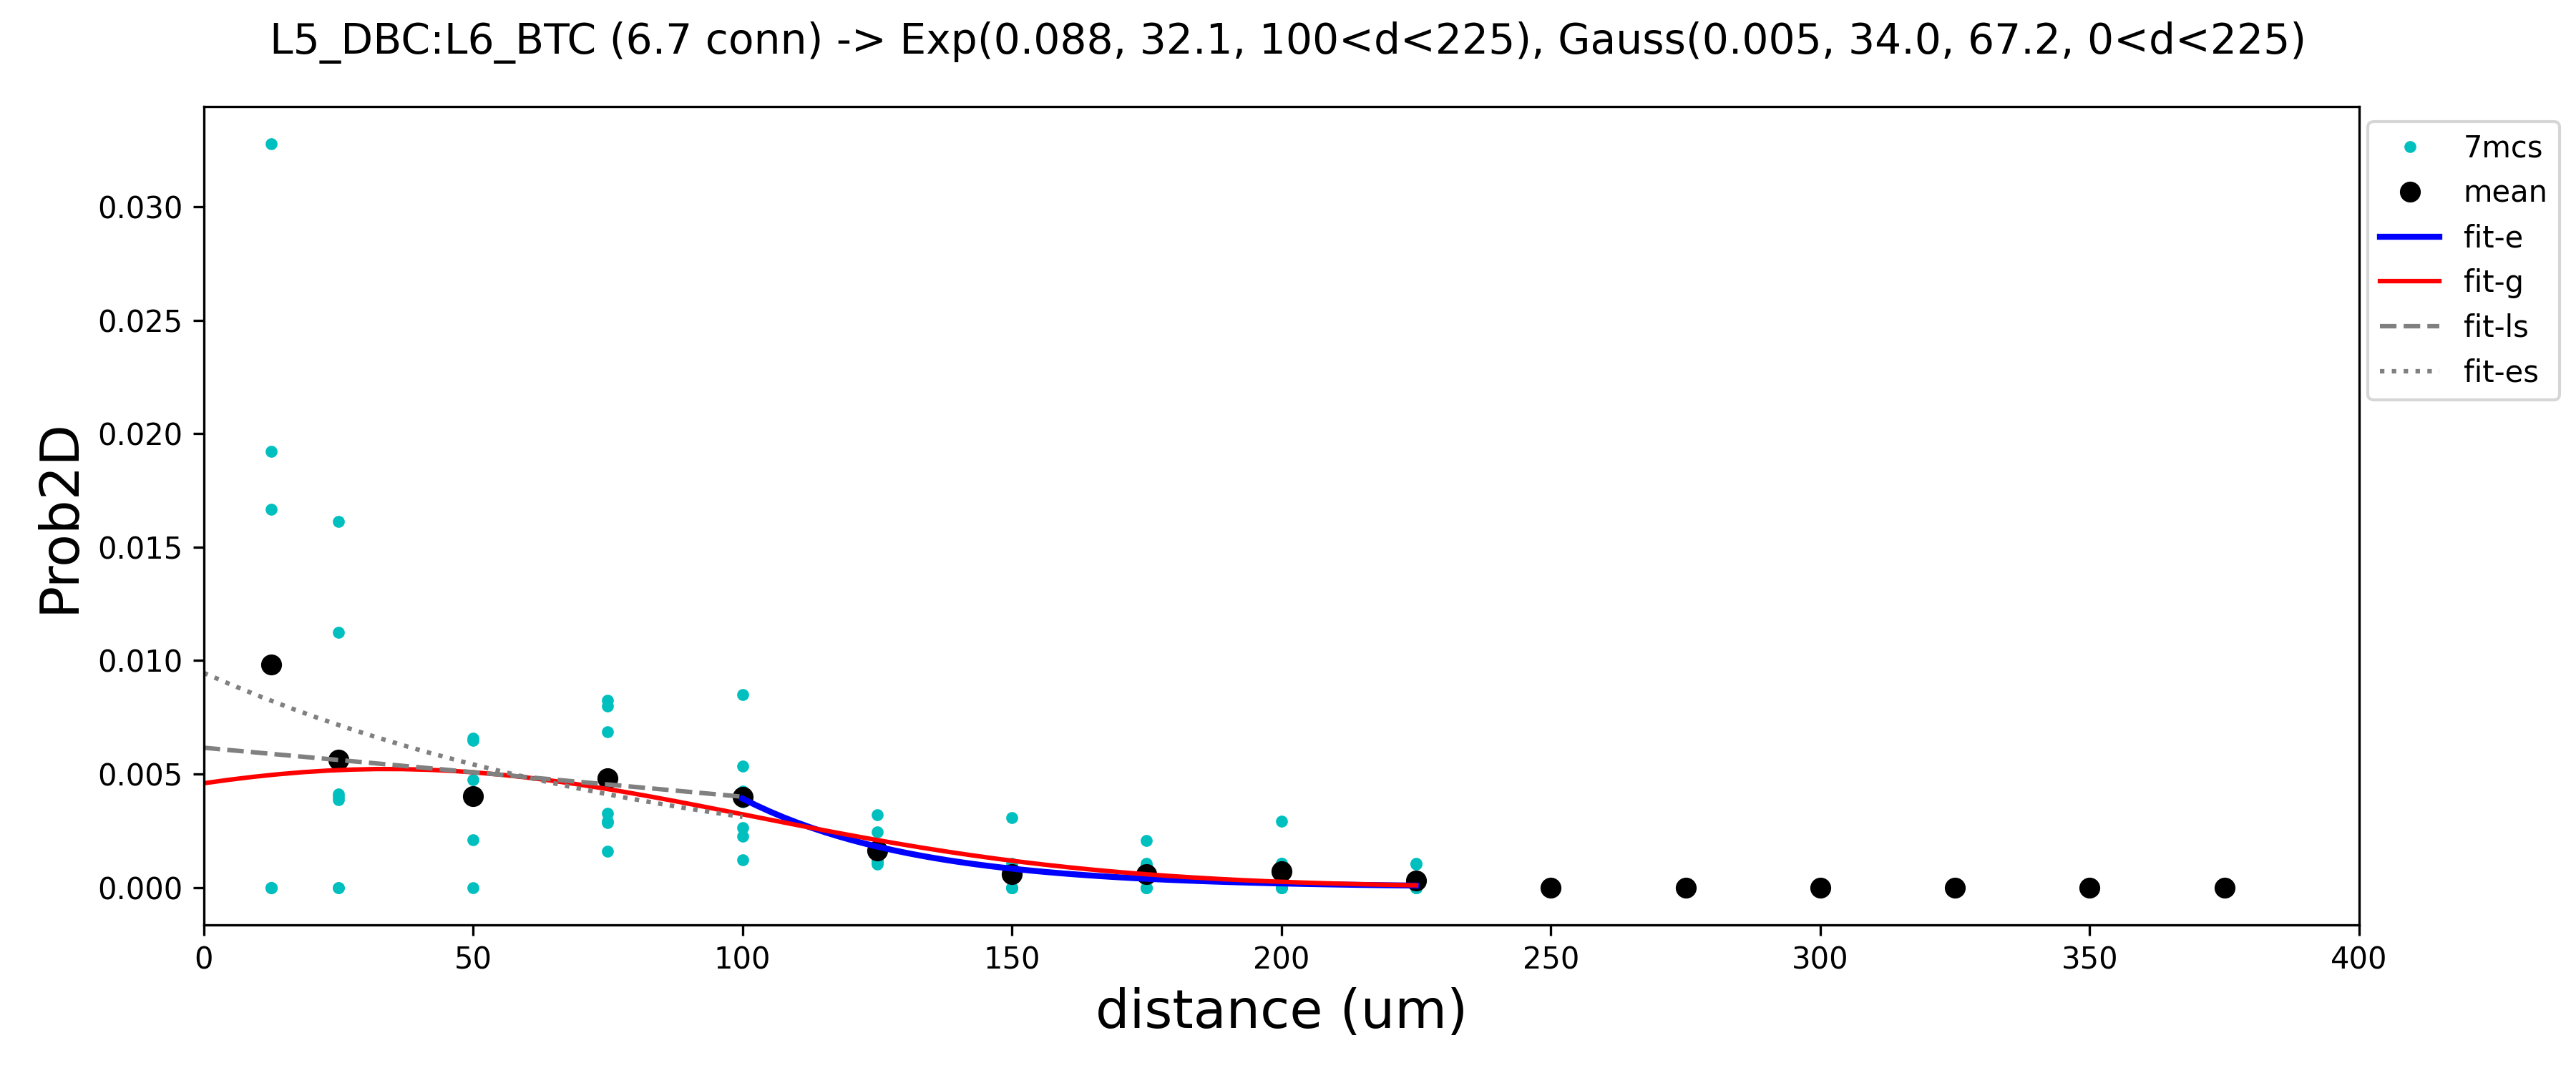 L5_DBC:L6_BTC (6.7 conn) -> Exp(0.088, 32.1, 100<d<225), Gauss(0.005, 34.0, 67.2, 0<d<225)
7mcs
mean
fit-e
fit-g
fit-ls
fit-es
Prob2D
0.030
0.025
0.020
0.015
0.010
0.005
0.000
0 50 100 150 200 250 300 350 400
distance (um)